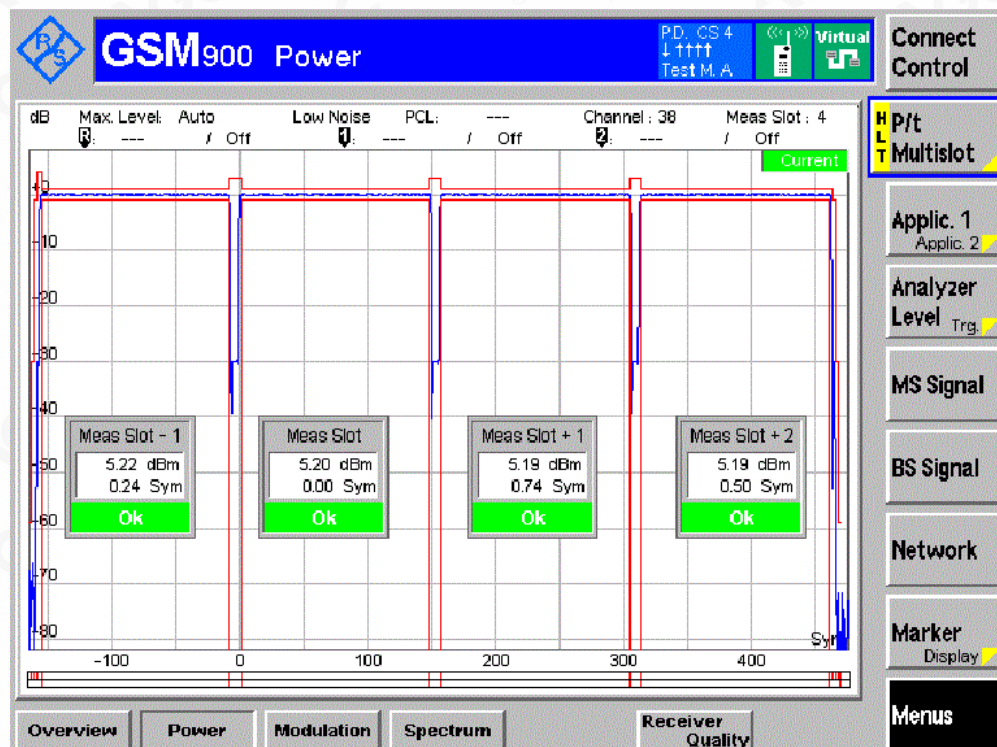 R/S
GSM900 Power
P.D. CS 4
↓ ↑↑↑↑
Test M. A
Virtual
Connect
Control
dB Max. Level: Auto Low Noise PCL: --- Channel : 38 Meas Slot : 4
R: --- / Off 1: --- / Off 2: --- / Off
Current
H
L
T
P/t
Multislot
+0
-10
-20
-30
-40
-50
-60
-70
-80
Meas Slot - 1
5.22 dBm
0.24 Sym
Ok
Meas Slot
5.20 dBm
0.00 Sym
Ok
Meas Slot + 1
5.19 dBm
0.74 Sym
Ok
Meas Slot + 2
5.19 dBm
0.50 Sym
Ok
Sym
-100 0 100 200 300 400
Applic. 1
Applic. 2
Analyzer
Level Trg.
MS Signal
BS Signal
Network
Marker
Display
Menus
Overview
Power
Modulation
Spectrum
Receiver
Quality